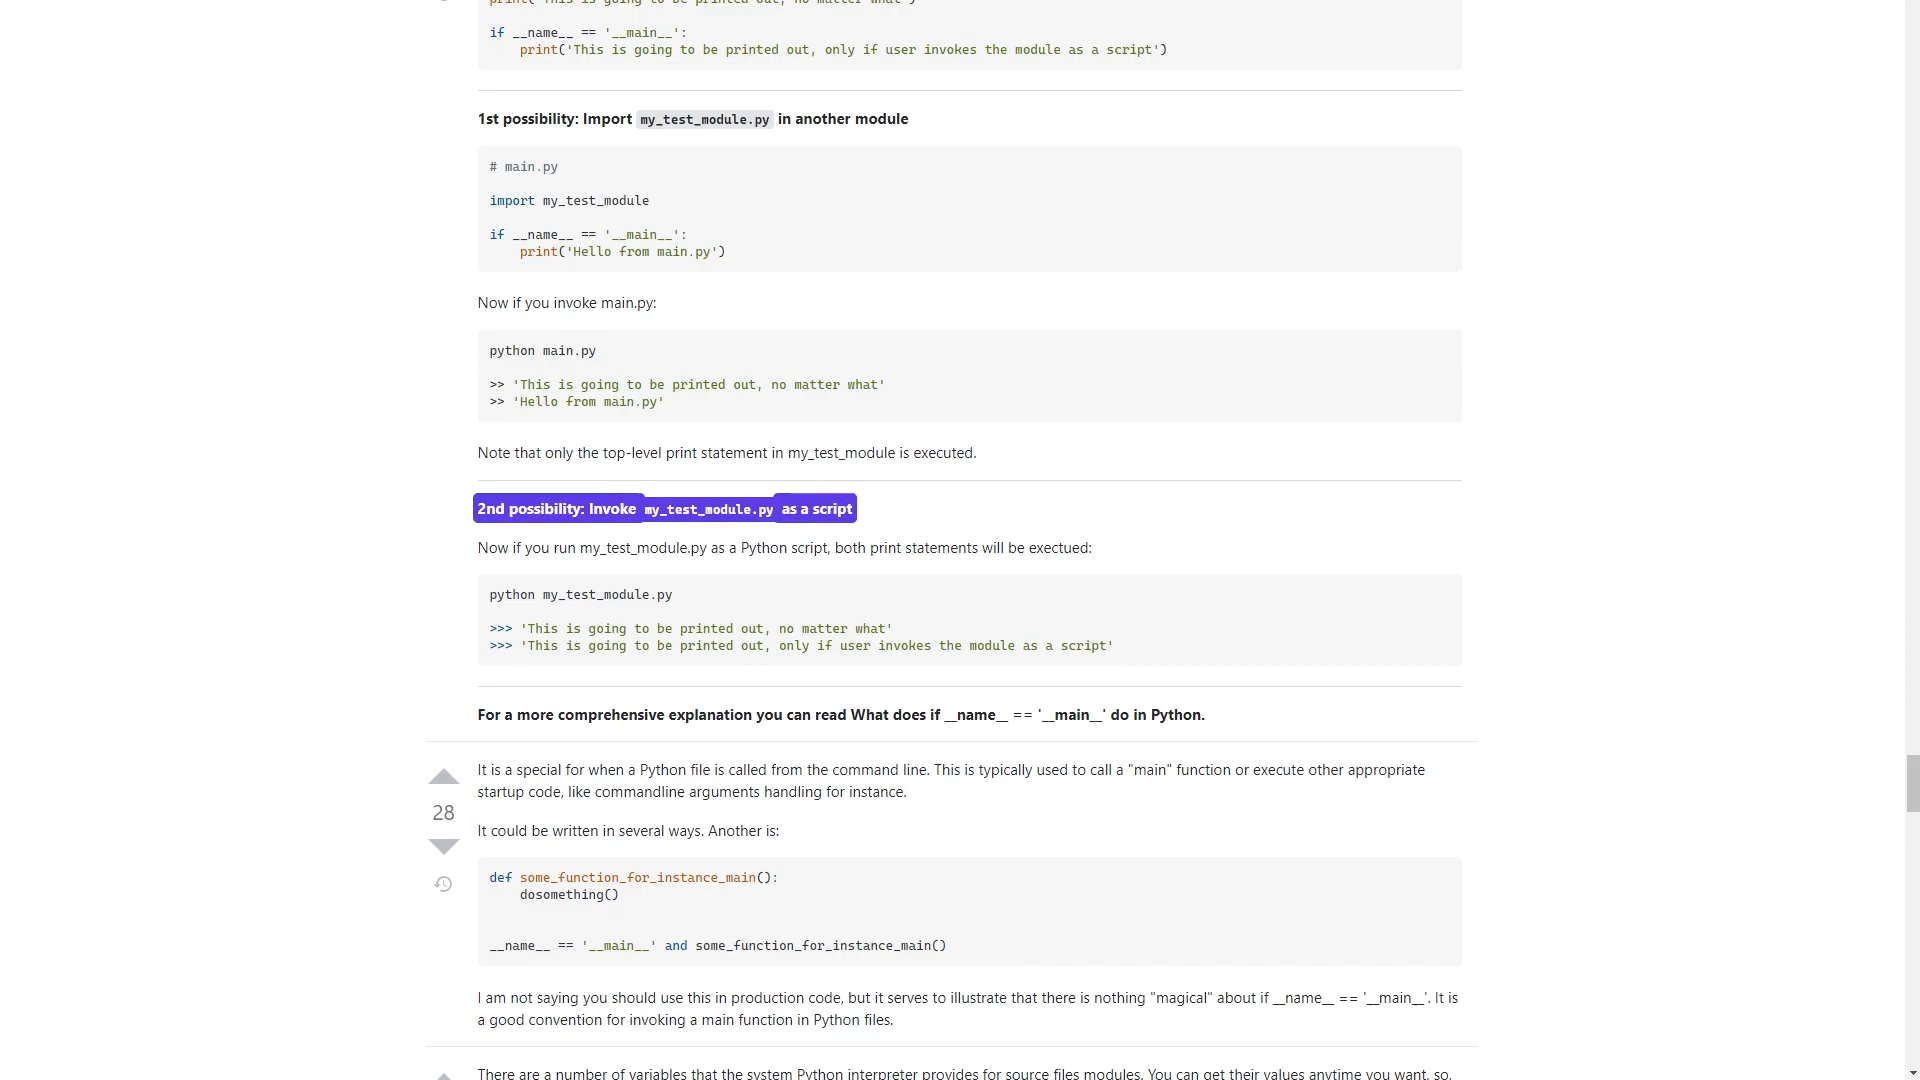 print('This is going to be printed out, no matter what')
if __name__ == '__main__':
    print('This is going to be printed out, only if user invokes the module as a script')
1st possibility: Import my_test_module.py in another module
# main.py
import my_test_module
if __name__ == '__main__':
    print('Hello from main.py')
Now if you invoke main.py:
python main.py
>> 'This is going to be printed out, no matter what'
>> 'Hello from main.py'
Note that only the top-level print statement in my_test_module is executed.
2nd possibility: Invoke my_test_module.py as a script
Now if you run my_test_module.py as a Python script, both print statements will be exectued:
python my_test_module.py
>>> 'This is going to be printed out, no matter what'
>>> 'This is going to be printed out, only if user invokes the module as a script'
For a more comprehensive explanation you can read What does if __name__ == '__main__' do in Python.
It is a special for when a Python file is called from the command line. This is typically used to call a "main" function or execute other appropriate
startup code, like commandline arguments handling for instance.
28
It could be written in several ways. Another is:
def some_function_for_instance_main():
    dosomething()
__name__ == '__main__' and some_function_for_instance_main()
I am not saying you should use this in production code, but it serves to illustrate that there is nothing "magical" about if __name__ == '__main__'. It is
a good convention for invoking a main function in Python files.
There are a number of variables that the system Python interpreter provides for source files modules. You can get their values anytime you want, so,